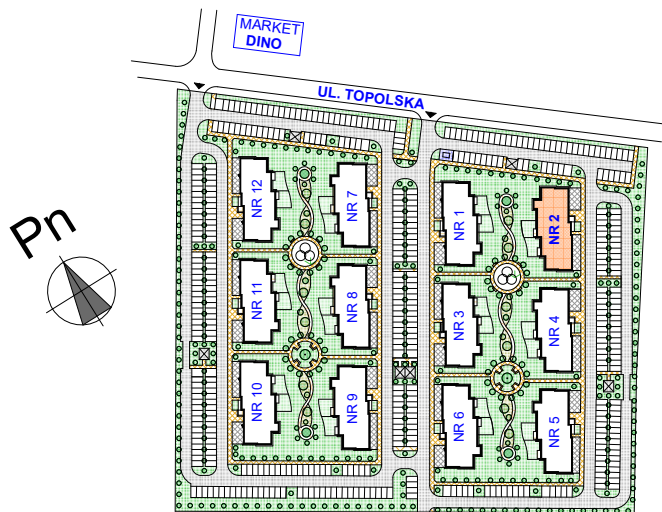 MARKET
DINO
UL. TOPOLSKA
Pn
NR 12
NR 7
NR 1
NR 2
NR 11
NR 8
NR 3
NR 4
NR 10
NR 9
NR 6
NR 5